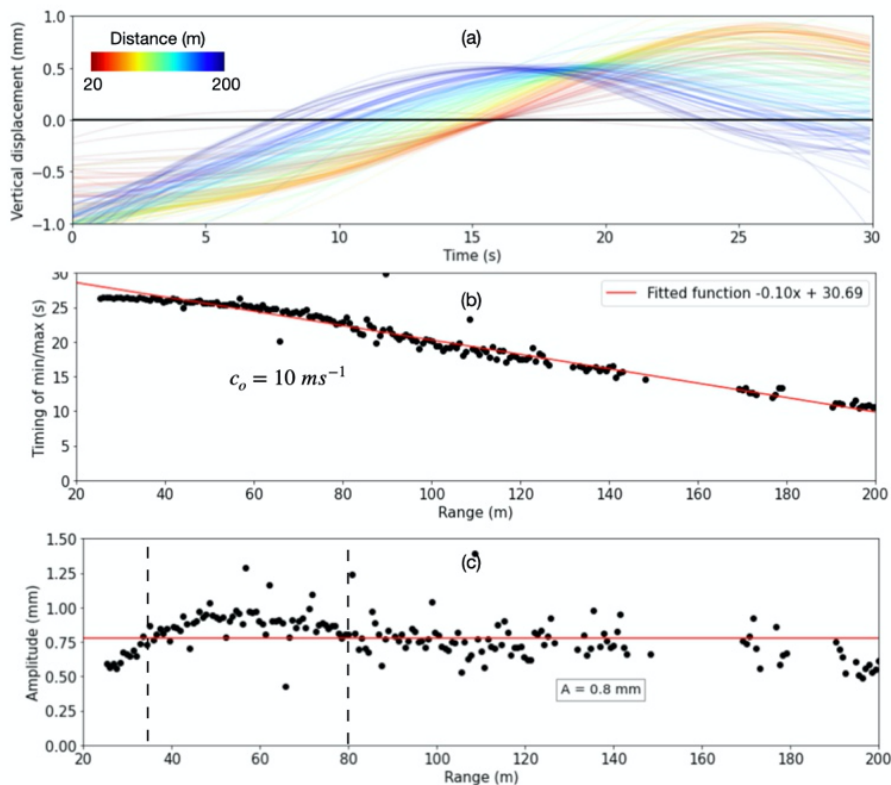 (a)
Distance (m)
20 200
1.0
0.5
0.0
−0.5
−1.0
Vertical displacement (mm)
0 5 10 15 20 25 30
Time (s)
(b)
Fitted function -0.10x + 30.69
c_o = 10 ms^{-1}
30
25
20
15
10
5
0
Timing of min/max (s)
20 40 60 80 100 120 140 160 180 200
Range (m)
(c)
A = 0.8 mm
1.50
1.25
1.00
0.75
0.50
0.25
0.00
Amplitude (mm)
20 40 60 80 100 120 140 160 180 200
Range (m)